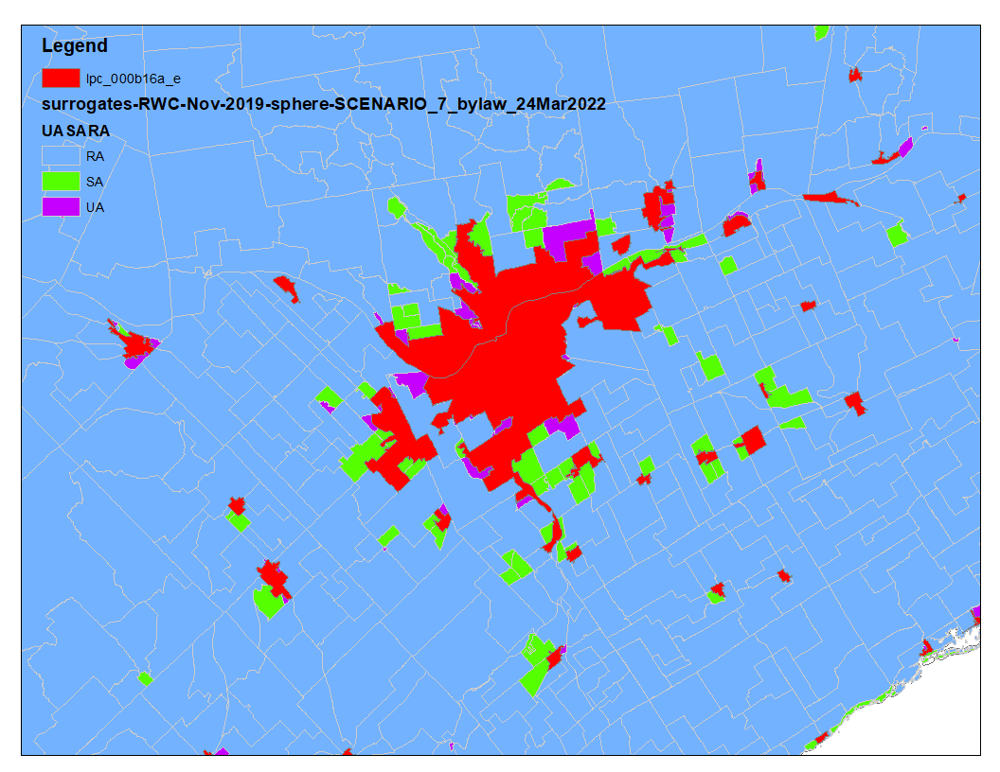 Legend
lpc_000b16a_e
surrogates-RWC-Nov-2019-sphere-SCENARIO_7_bylaw_24Mar2022
UASARA
RA
SA
UA